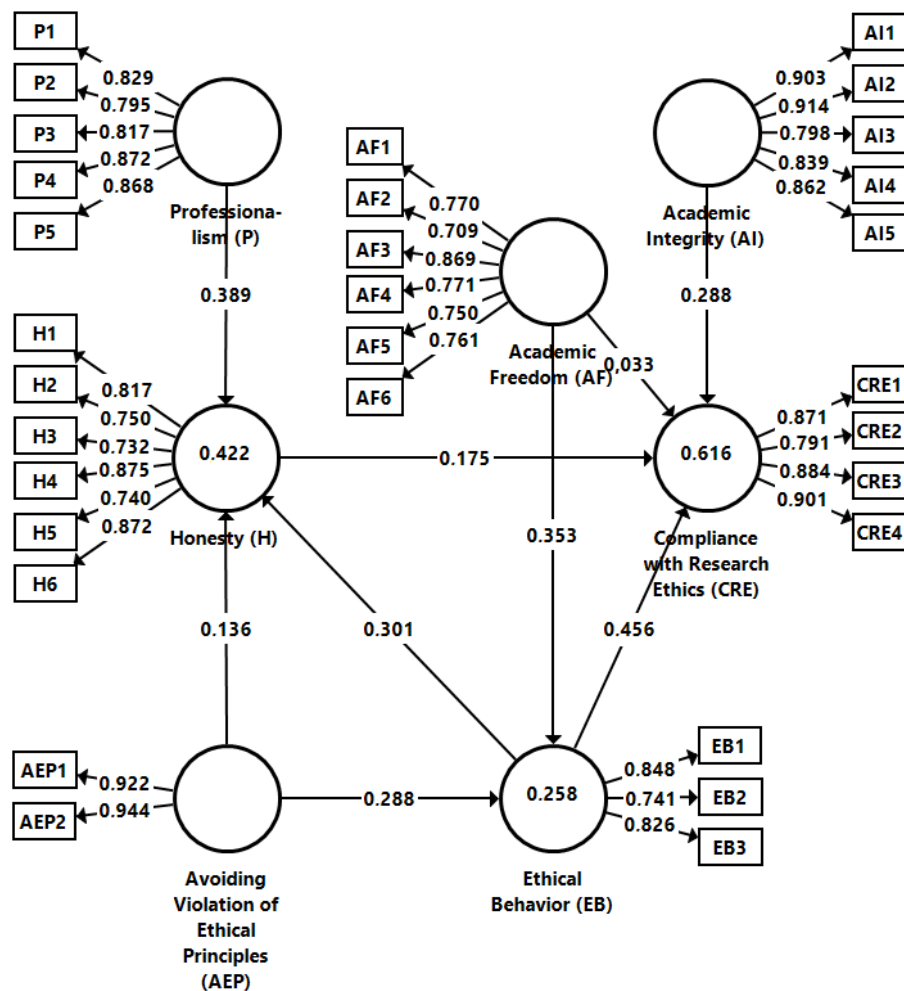 P1
P2
P3
P4
P5
0.829
0.795
0.817
0.872
0.868
Professiona-
lism (P)
0.389
AF1
AF2
AF3
AF4
AF5
AF6
0.770
0.709
0.869
0.771
0.750
0.761
Academic
Freedom (AF)
0,033
0.353
AI1
AI2
AI3
AI4
AI5
0.903
0.914
0.798
0.839
0.862
Academic
Integrity (AI)
0.288
H1
H2
H3
H4
H5
H6
0.817
0.750
0.732
0.875
0.740
0.872
0.422
Honesty (H)
0.175
0.616
Compliance
with Research
Ethics (CRE)
CRE1
CRE2
CRE3
CRE4
0.871
0.791
0.884
0.901
0.136
0.301
0.456
AEP1
AEP2
0.922
0.944
Avoiding
Violation of
Ethical
Principles
(AEP)
0.288
0.258
Ethical
Behavior (EB)
0.848
0.741
0.826
EB1
EB2
EB3